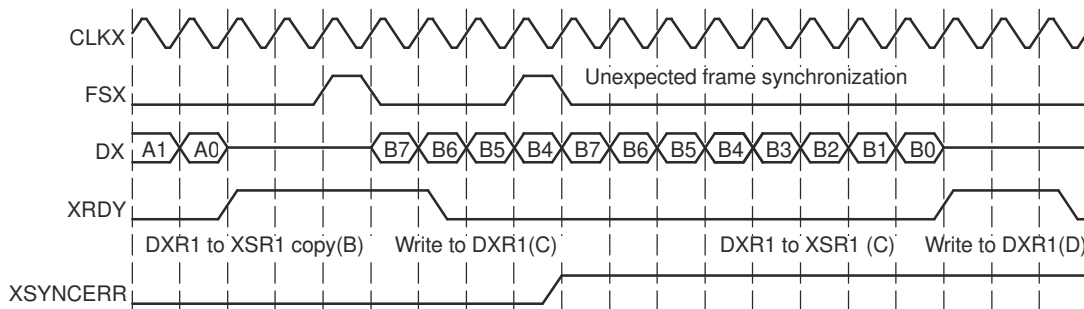 CLKX
FSX
Unexpected frame synchronization
DX
A1 A0 B7 B6 B5 B4 B7 B6 B5 B4 B3 B2 B1 B0
XRDY
DXR1 to XSR1 copy(B) Write to DXR1(C) DXR1 to XSR1 (C) Write to DXR1(D)
XSYNCERR